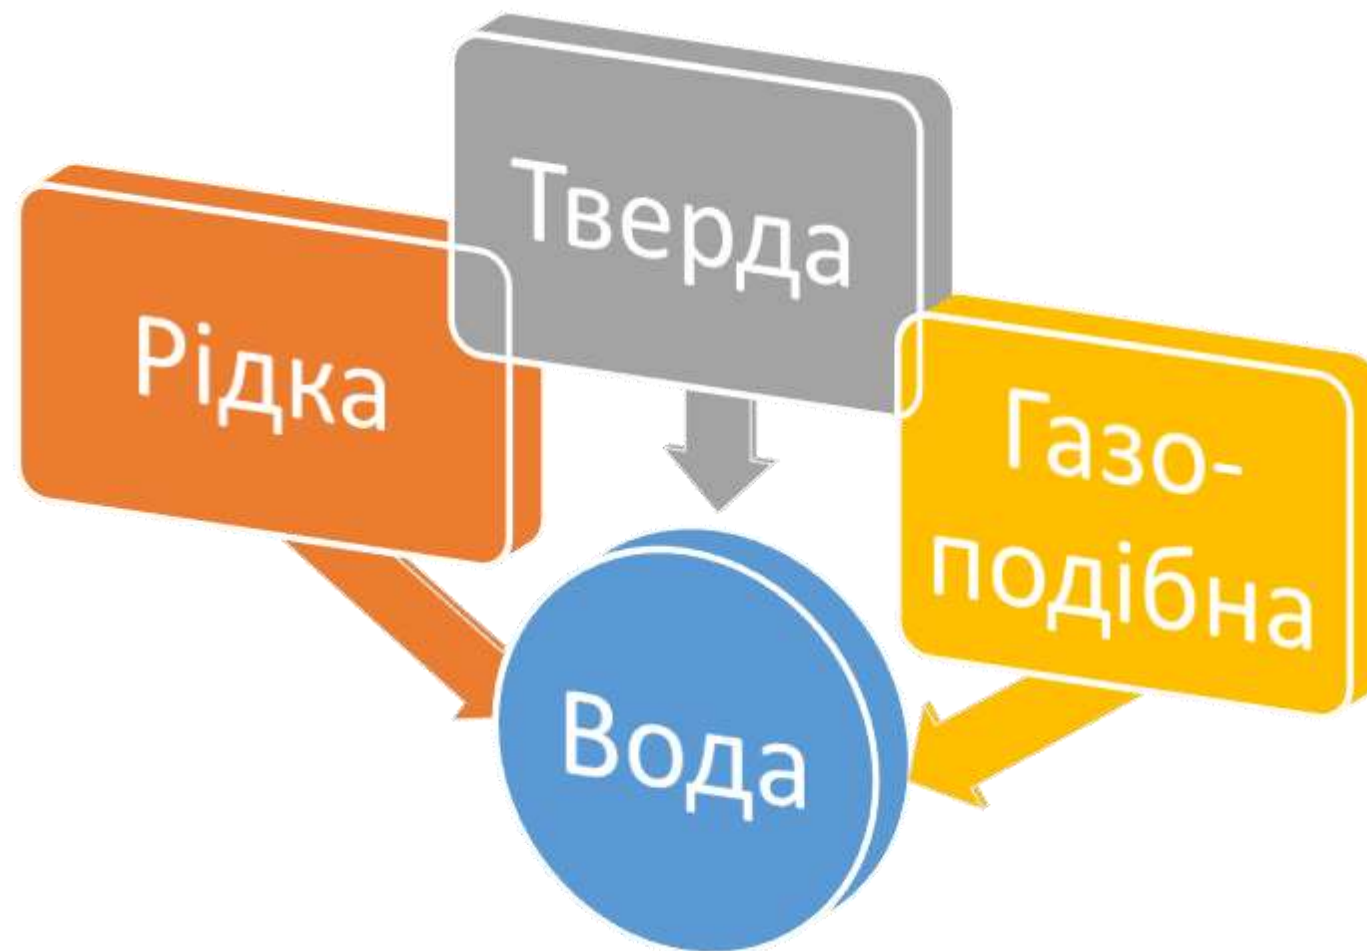 Рідка
Тверда
Газо-
подібна
Вода